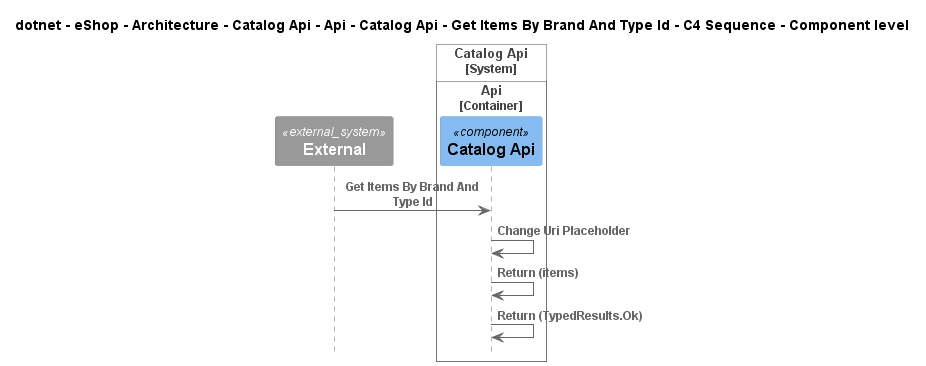 dotnet - eShop - Architecture - Catalog Api - Api - Catalog Api - Get Items By Brand And Type Id - C4 Sequence - Component level
Catalog Api
[System]
Api
[Container]
«external_system»
External
«component»
Catalog Api
Get Items By Brand And
Type Id
Change Uri Placeholder
Return (items)
Return (TypedResults.Ok)